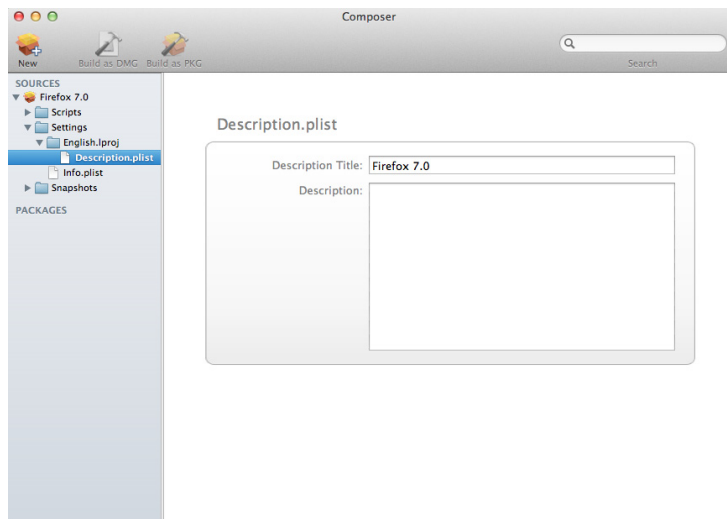 Composer
New
Build as DMG
Build as PKG
Search
SOURCES
Firefox 7.0
Scripts
Settings
English.lproj
Description.plist
Info.plist
Snapshots
PACKAGES
Description.plist
Description Title: Firefox 7.0
Description: